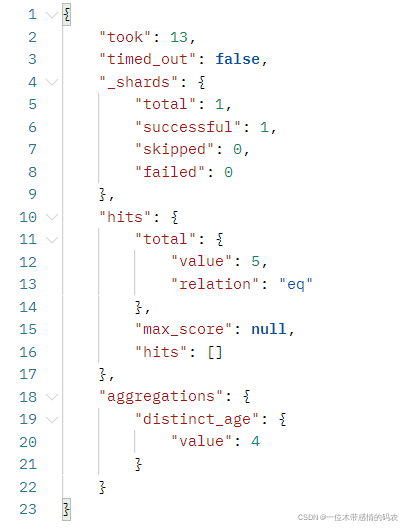 1 {
2 "took": 13,
3 "timed_out": false,
4 "_shards": {
5 "total": 1,
6 "successful": 1,
7 "skipped": 0,
8 "failed": 0
9 },
10 "hits": {
11 "total": {
12 "value": 5,
13 "relation": "eq"
14 },
15 "max_score": null,
16 "hits": []
17 },
18 "aggregations": {
19 "distinct_age": {
20 "value": 4
21 }
22 }
23 }
CSDN @一位木带感情的码农